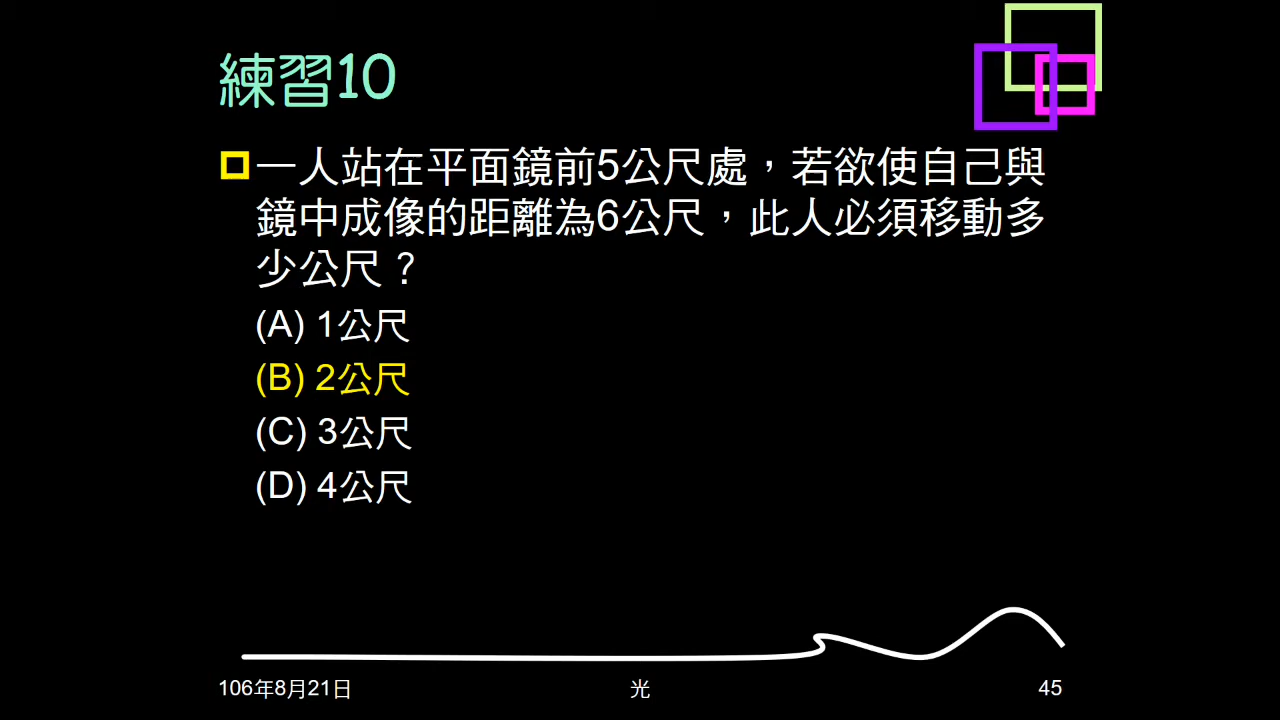 練習10
一人站在平面鏡前5公尺處，若欲使自己與
鏡中成像的距離為6公尺，此人必須移動多
少公尺？
(A) 1公尺
(B) 2公尺
(C) 3公尺
(D) 4公尺
106年8月21日
光
45